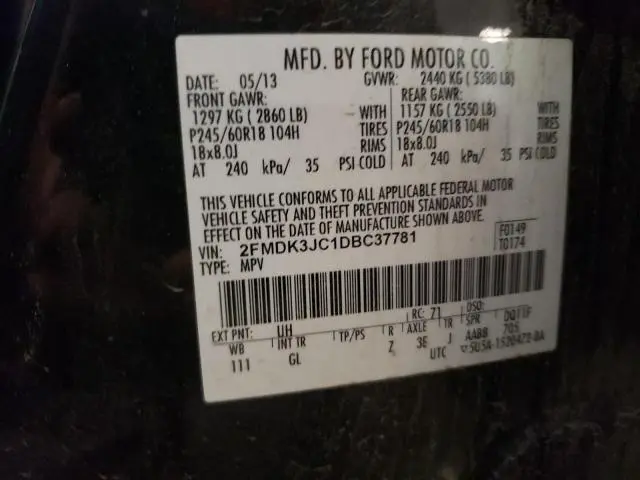 MFD. BY FORD MOTOR CO.
DATE: 05/13 GVWR: 2440 KG ( 5380 LB)
FRONT GAWR: REAR GAWR:
1297 KG ( 2860 LB) WITH 1157 KG ( 2550 LB) WITH
P245/60R18 104H TIRES P245/60R18 104H TIRES
18x8.0J RIMS 18x8.0J RIMS
AT 240 kPa/ 35 PSI COLD AT 240 kPa/ 35 PSI COLD
THIS VEHICLE CONFORMS TO ALL APPLICABLE FEDERAL MOTOR
VEHICLE SAFETY AND THEFT PREVENTION STANDARDS IN
EFFECT ON THE DATE OF MANUFACTURE SHOWN ABOVE.
VIN: 2FMDK3JC1DBC37781 F0149
TYPE: MPV T0174
EXT PNT: UH RC: 71 DSO:
WB INT TR TP/PS R AXLE TR SPR
111 GL Z 3E J AABB 705
UTC